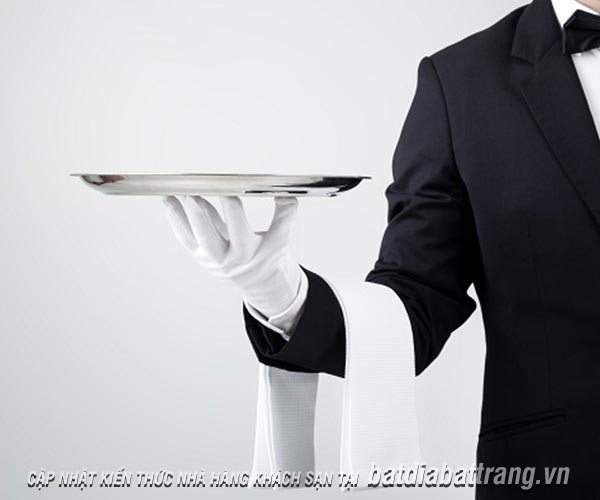 CẬP NHẬT KIẾN THỨC NHÀ HÀNG KHÁCH SẠN TẠI batdiabattrang.vn